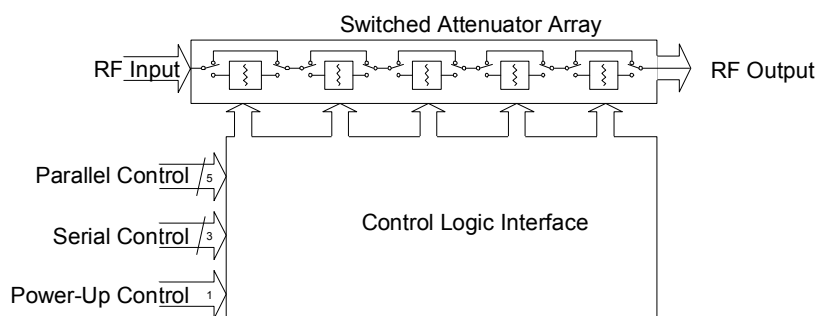 Switched Attenuator Array
RF Input
RF Output
Parallel Control 5
Serial Control 3
Control Logic Interface
Power-Up Control 1